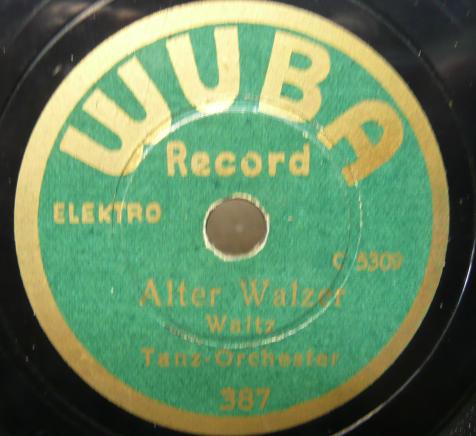 WUBA
Record
ELEKTRO
C 5309
Alter Walzer
Waltz
Tanz-Orchester
387